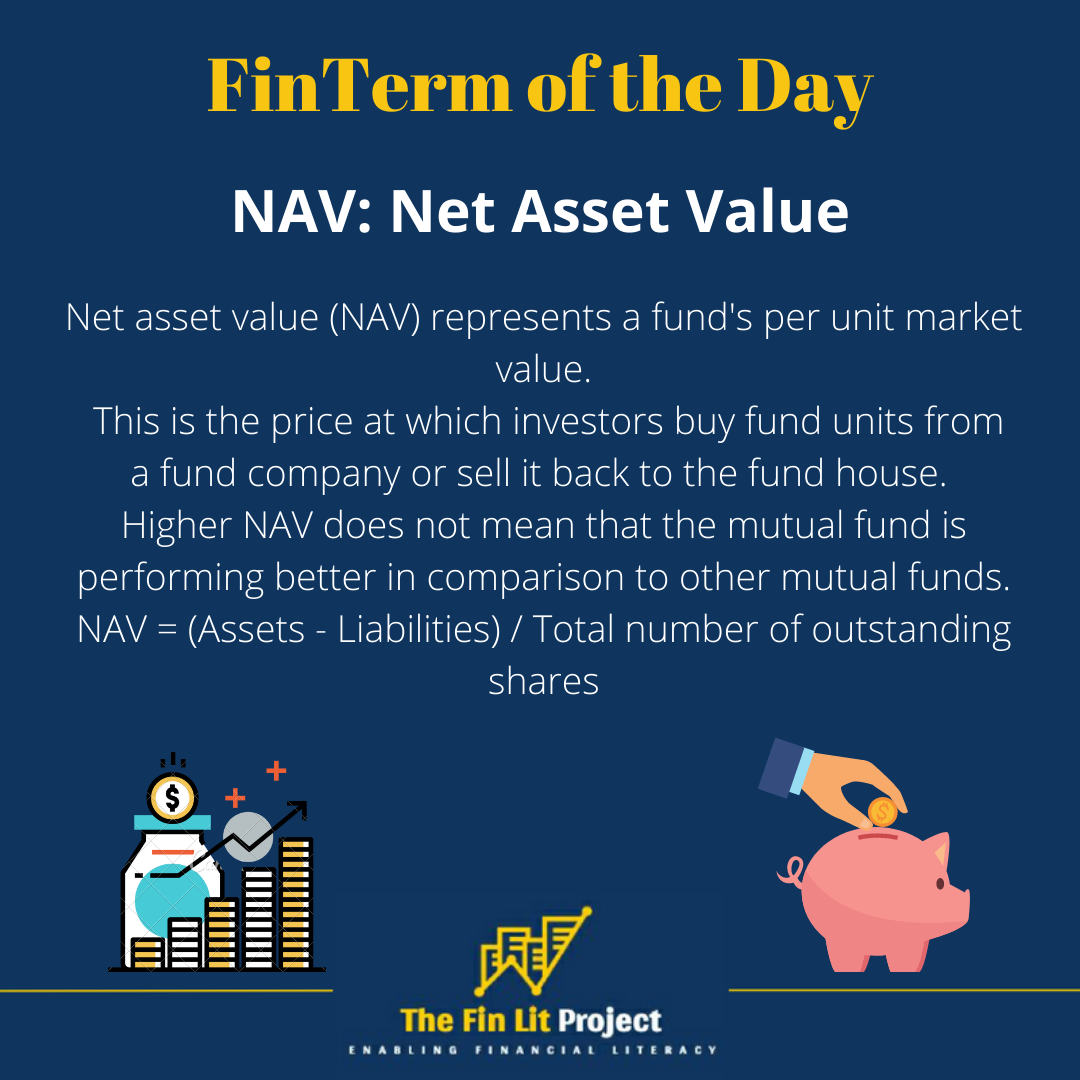 FinTerm of the Day
NAV: Net Asset Value
Net asset value (NAV) represents a fund's per unit market
value.
This is the price at which investors buy fund units from
a fund company or sell it back to the fund house.
Higher NAV does not mean that the mutual fund is
performing better in comparison to other mutual funds.
NAV = (Assets - Liabilities) / Total number of outstanding
shares
$
$
The Fin Lit Project
ENABLING FINANCIAL LITERACY